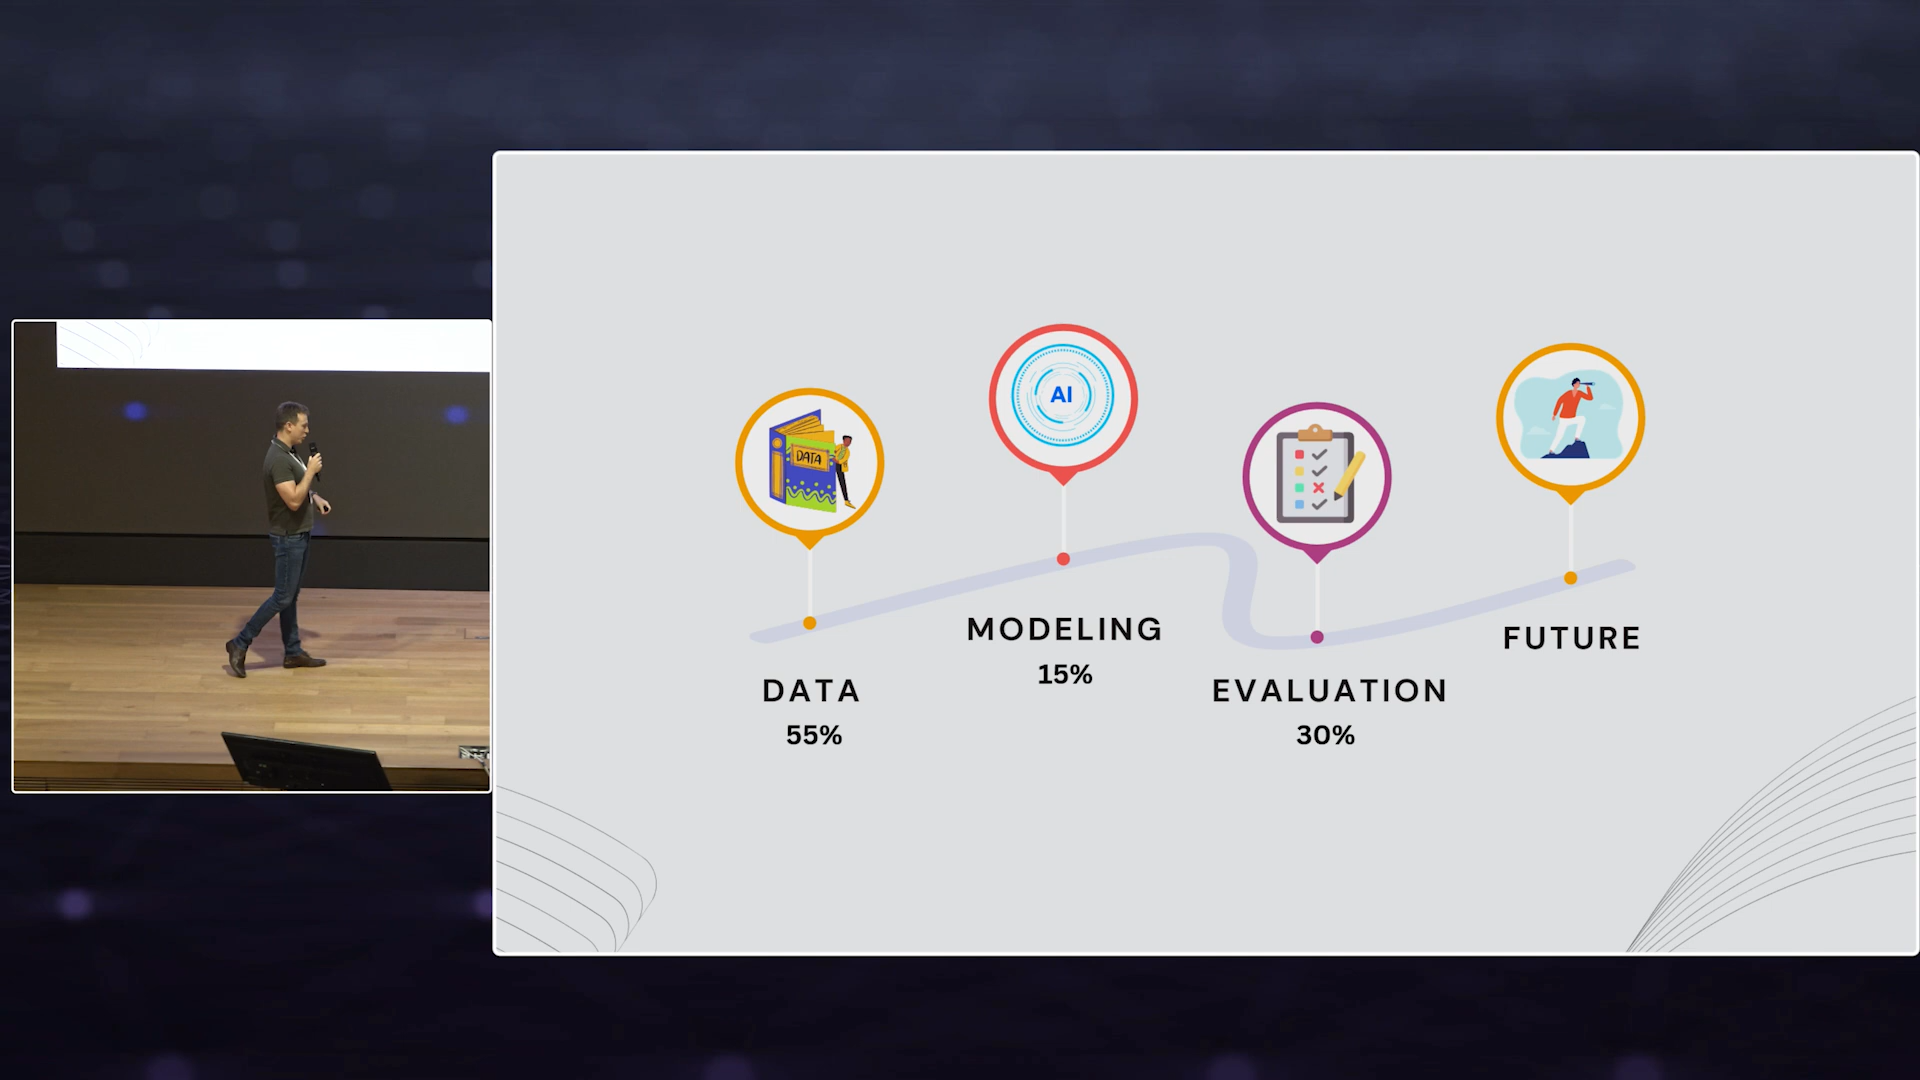 DATA
AI
MODELING
15%
DATA
55%
EVALUATION
30%
FUTURE